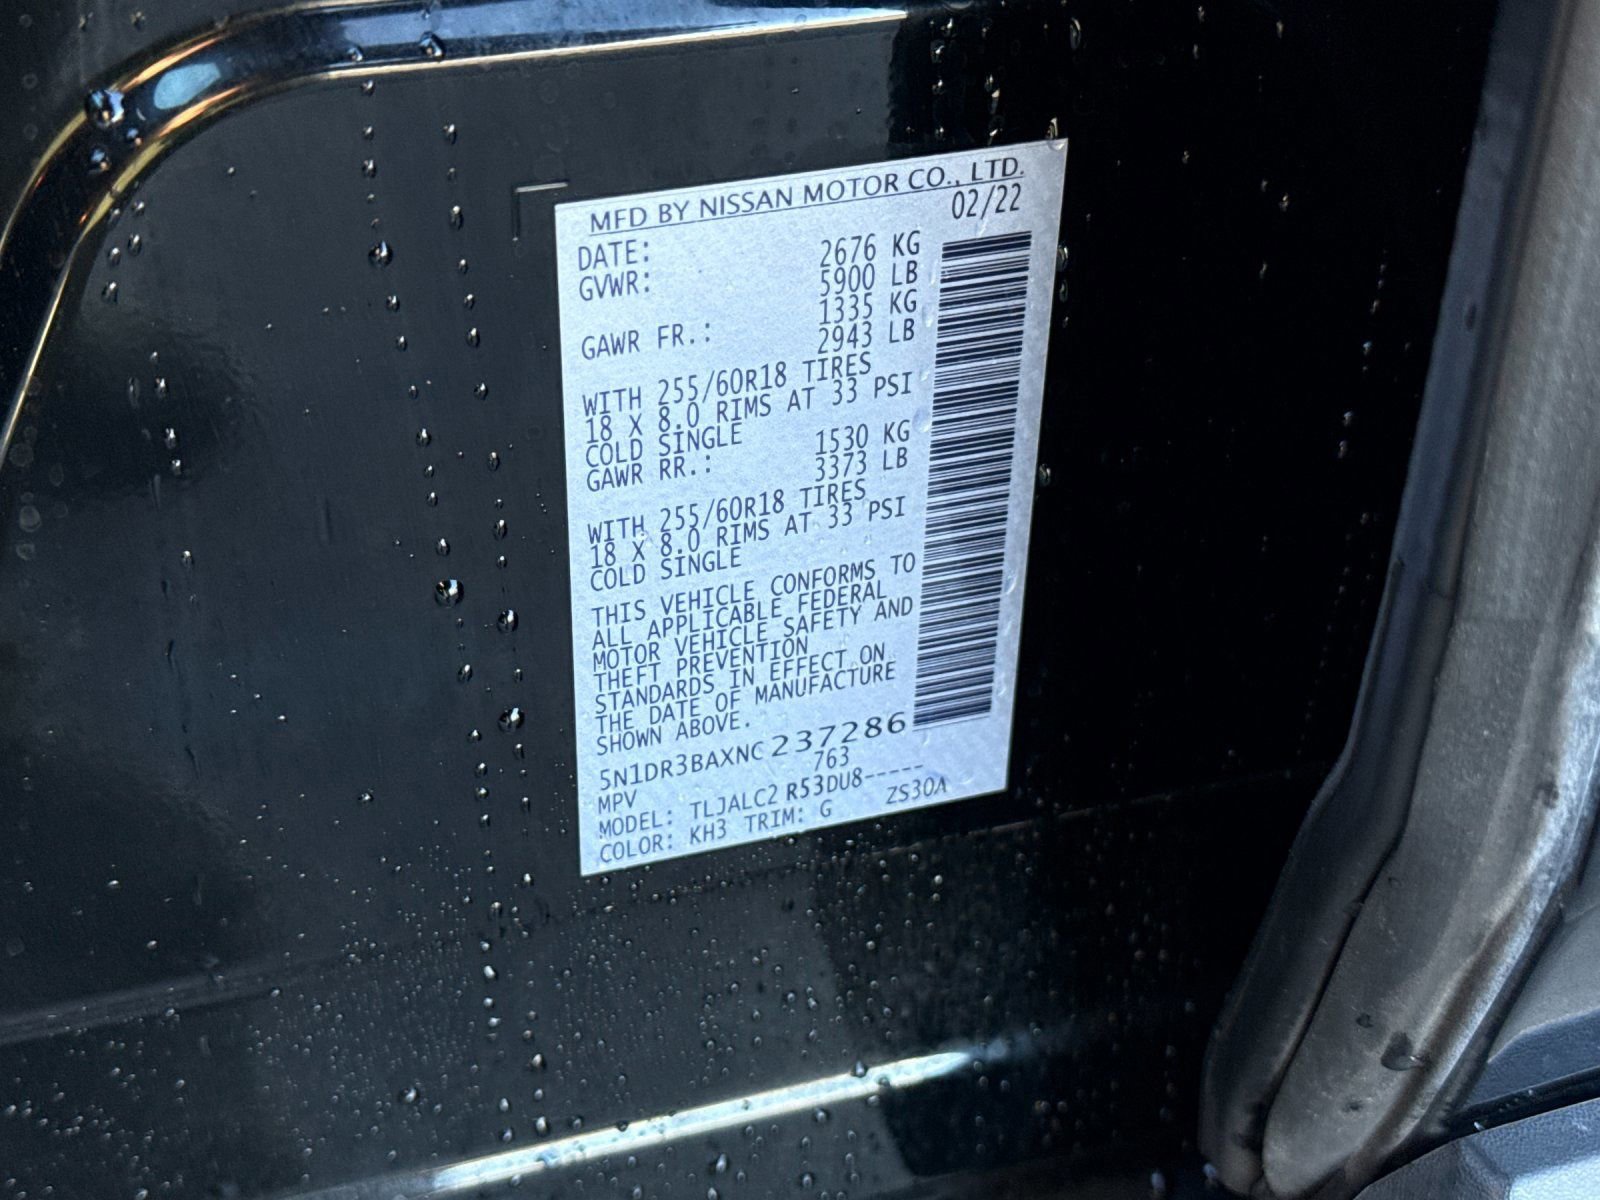 MFD BY NISSAN MOTOR CO., LTD.
DATE: 02/22
GVWR: 2676 KG
5900 LB
GAWR FR.: 1335 KG
2943 LB
WITH 255/60R18 TIRES
18 X 8.0 RIMS AT 33 PSI
COLD SINGLE
GAWR RR.: 1530 KG
3373 LB
WITH 255/60R18 TIRES
18 X 8.0 RIMS AT 33 PSI
COLD SINGLE
THIS VEHICLE CONFORMS TO
ALL APPLICABLE FEDERAL
MOTOR VEHICLE SAFETY AND
THEFT PREVENTION
STANDARDS IN EFFECT ON
THE DATE OF MANUFACTURE
SHOWN ABOVE.
5N1DR3BAXNC237286
MPV 763
MODEL: TLJALC2 R53DU8-----
COLOR: KH3 TRIM: G ZS30A